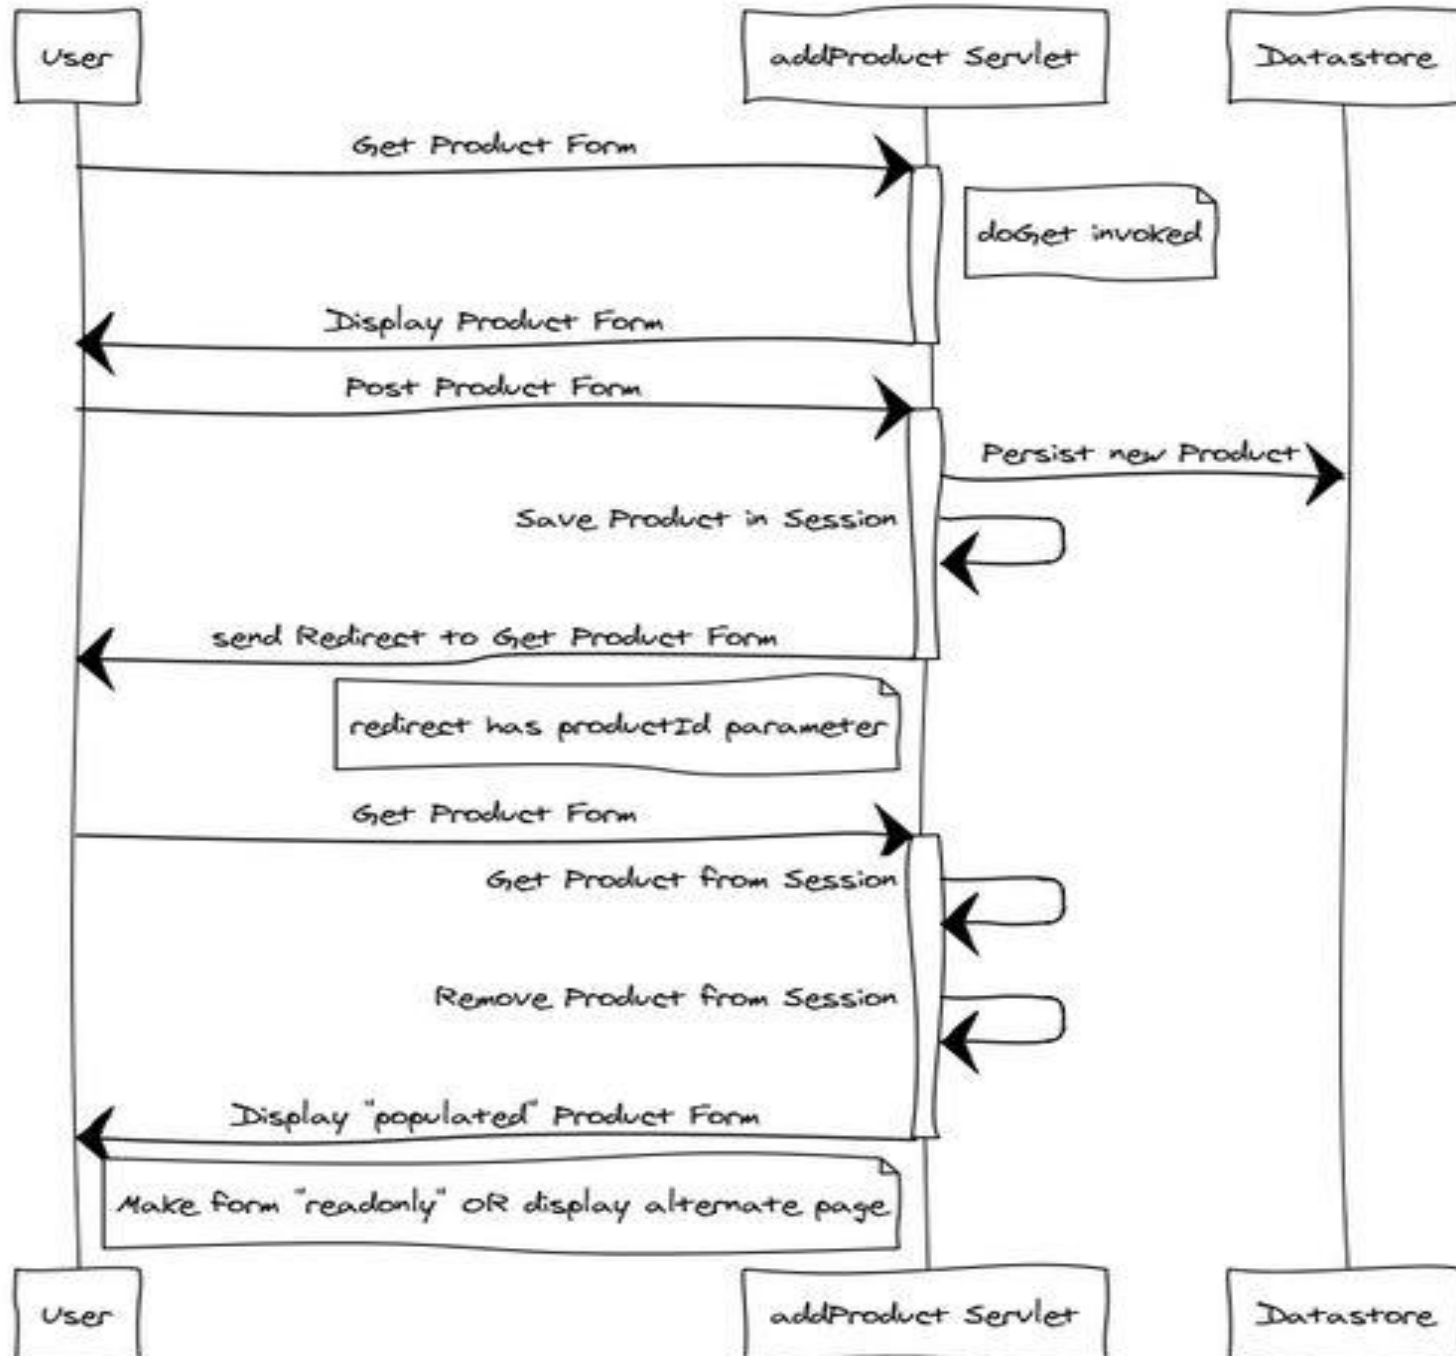 User
addProduct Servlet
Datastore
Get Product Form
doGet invoked
Display Product Form
Post Product Form
Persist new Product
Save Product in Session
send Redirect to Get Product Form
redirect has productId parameter
Get Product Form
Get Product from Session
Remove Product from Session
Display "populated" Product Form
Make form "readonly" OR display alternate page
User
addProduct Servlet
Datastore